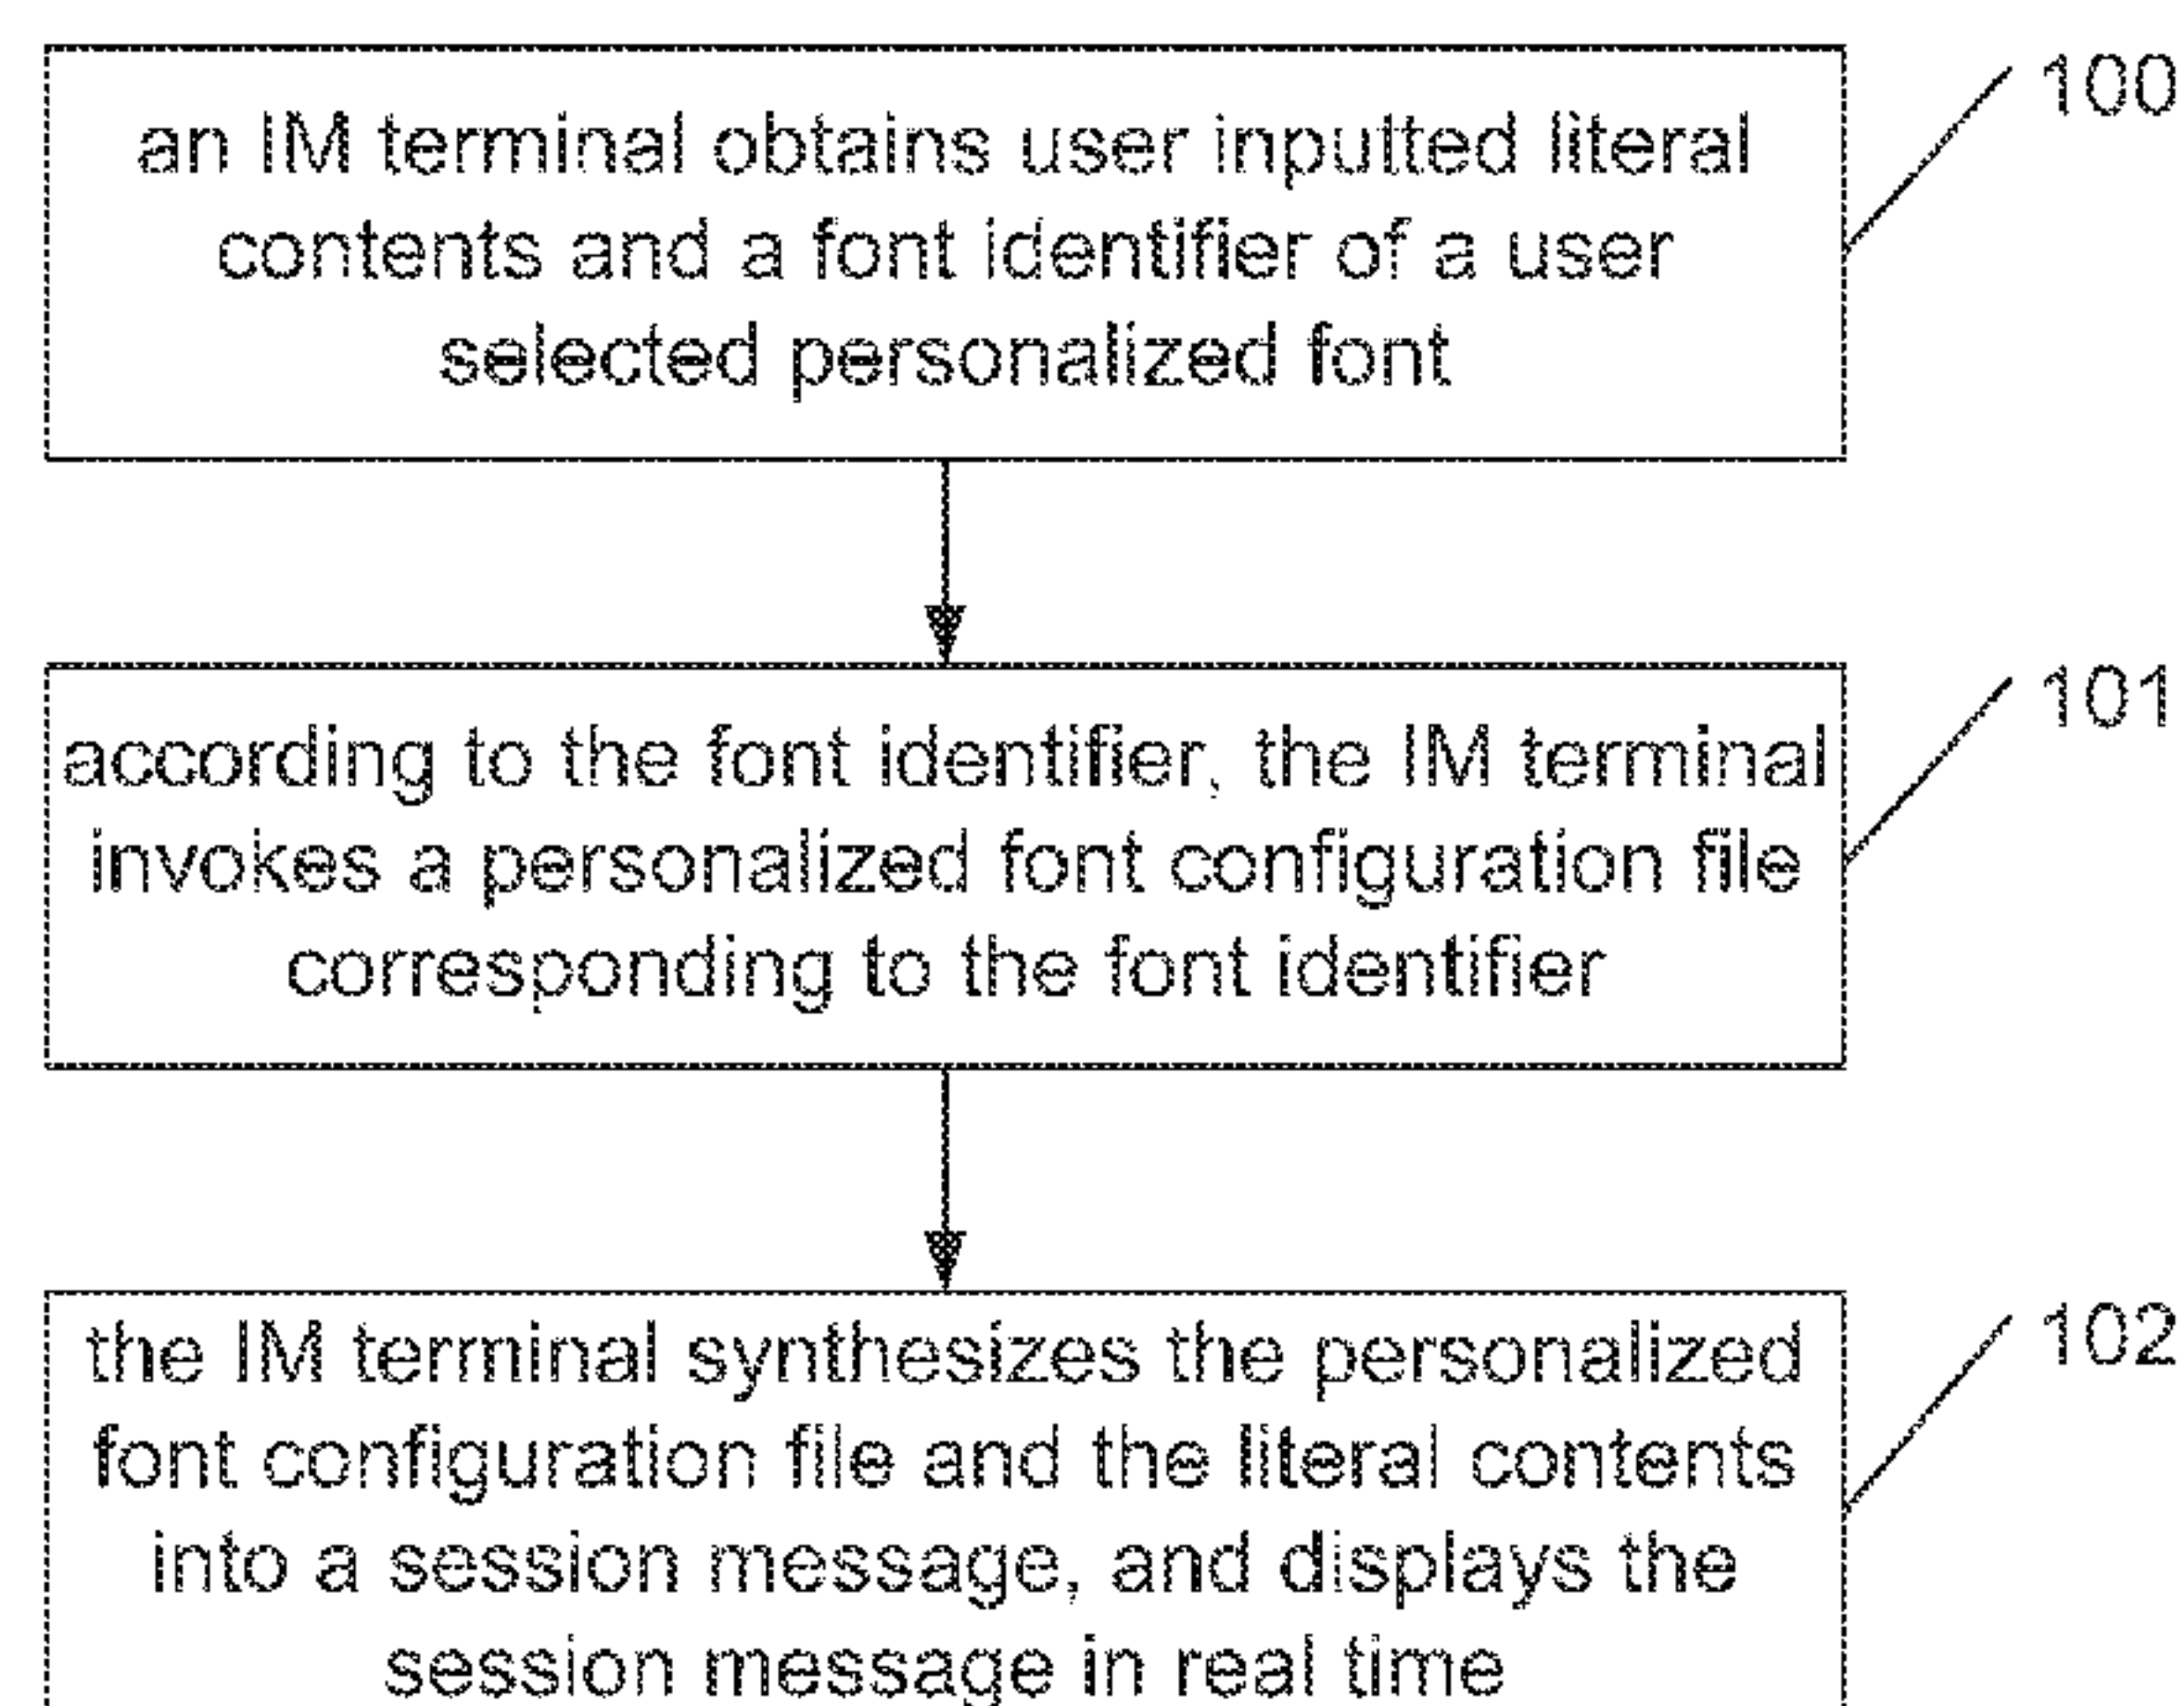 100
an IM terminal obtains user inputted literal
contents and a font identifier of a user
selected personalized font
101
according to the font identifier, the IM terminal
invokes a personalized font configuration file
corresponding to the font identifier
102
the IM terminal synthesizes the personalized
font configuration file and the literal contents
into a session message, and displays the
session message in real time